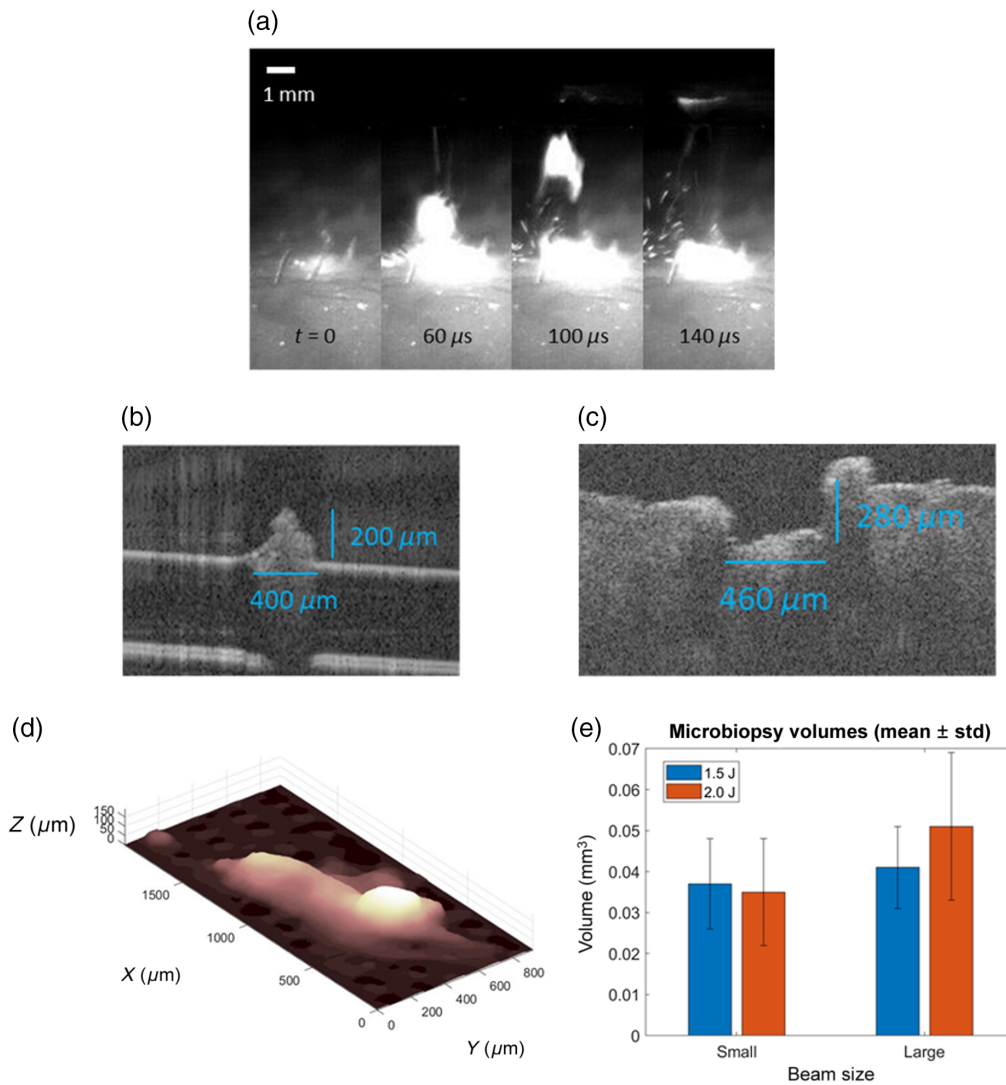 (a)
1 mm
t = 0
60 µs
100 µs
140 µs
(b)
200 µm
400 µm
(c)
280 µm
460 µm
(d)
Z (µm)
150
100
50
0
1500
1000
500
0
X (µm)
0
200
400
600
800
Y (µm)
(e)
Microbiopsy volumes (mean ± std)
1.5 J
2.0 J
0.07
0.06
0.05
0.04
0.03
0.02
0.01
0
Volume (mm³)
Small
Large
Beam size